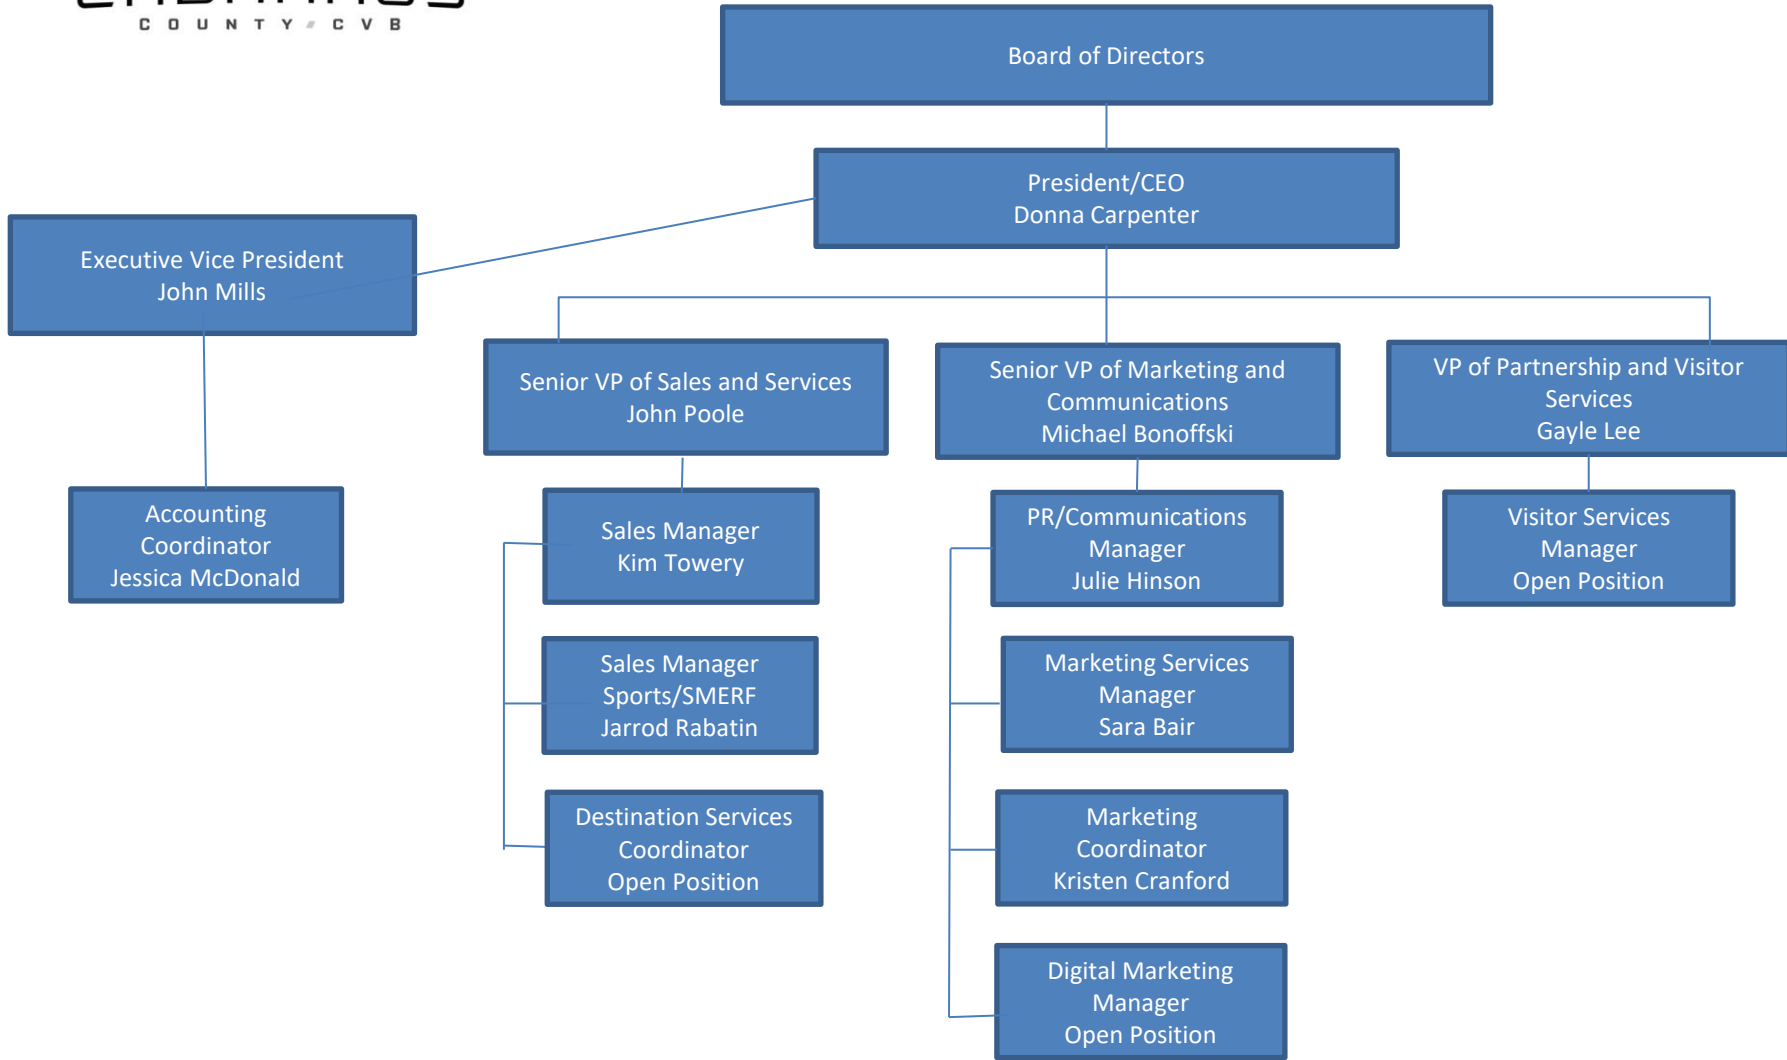 COUNTY CVB
Board of Directors
President/CEO
Donna Carpenter
Executive Vice President
John Mills
Senior VP of Sales and Services
John Poole
Senior VP of Marketing and
Communications
Michael Bonoffski
VP of Partnership and Visitor
Services
Gayle Lee
Accounting
Coordinator
Jessica McDonald
Sales Manager
Kim Towery
PR/Communications
Manager
Julie Hinson
Visitor Services
Manager
Open Position
Sales Manager
Sports/SMERF
Jarrod Rabatin
Marketing Services
Manager
Sara Bair
Destination Services
Coordinator
Open Position
Marketing
Coordinator
Kristen Cranford
Digital Marketing
Manager
Open Position